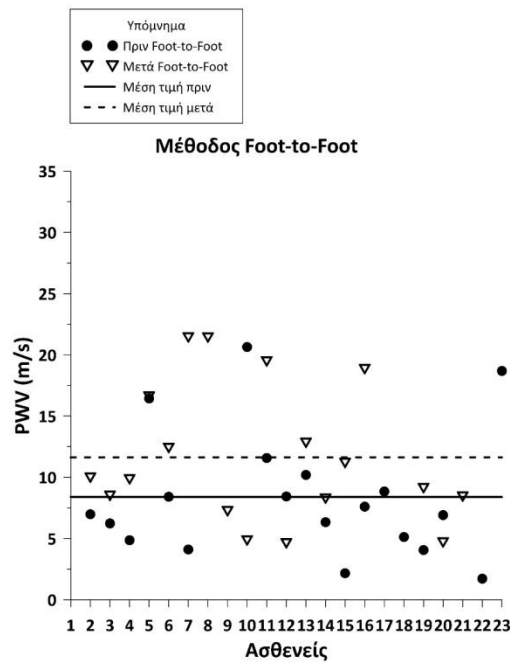 Υπόμνημα
Πριν Foot-to-Foot
Μετά Foot-to-Foot
Μέση τιμή πριν
Μέση τιμή μετά
Μέθοδος Foot-to-Foot
35
30
25
20
15
10
5
0
PWV (m/s)
1 2 3 4 5 6 7 8 9 10 11 12 13 14 15 16 17 18 19 20 21 22 23
Ασθενείς